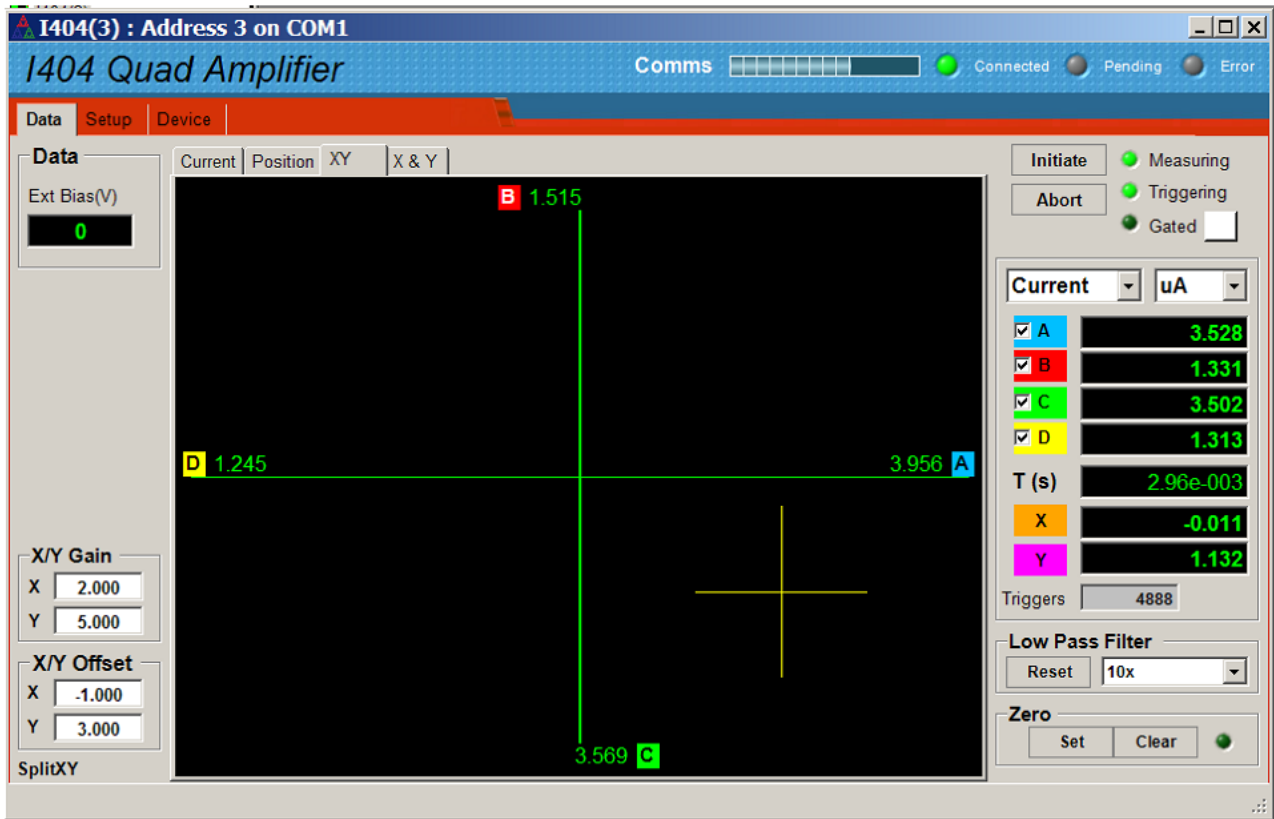 I404(3) : Address 3 on COM1
I404 Quad Amplifier
Comms
Connected
Pending
Error
Data
Setup
Device
Data
Ext Bias(V)
0
X/Y Gain
X 2.000
Y 5.000
X/Y Offset
X -1.000
Y 3.000
SplitXY
Current
Position
XY
X & Y
B 1.515
D 1.245
3.956 A
3.569 C
Initiate
Measuring
Abort
Triggering
Gated
Current
uA
A 3.528
B 1.331
C 3.502
D 1.313
T (s) 2.96e-003
X -0.011
Y 1.132
Triggers 4888
Low Pass Filter
Reset 10x
Zero
Set
Clear